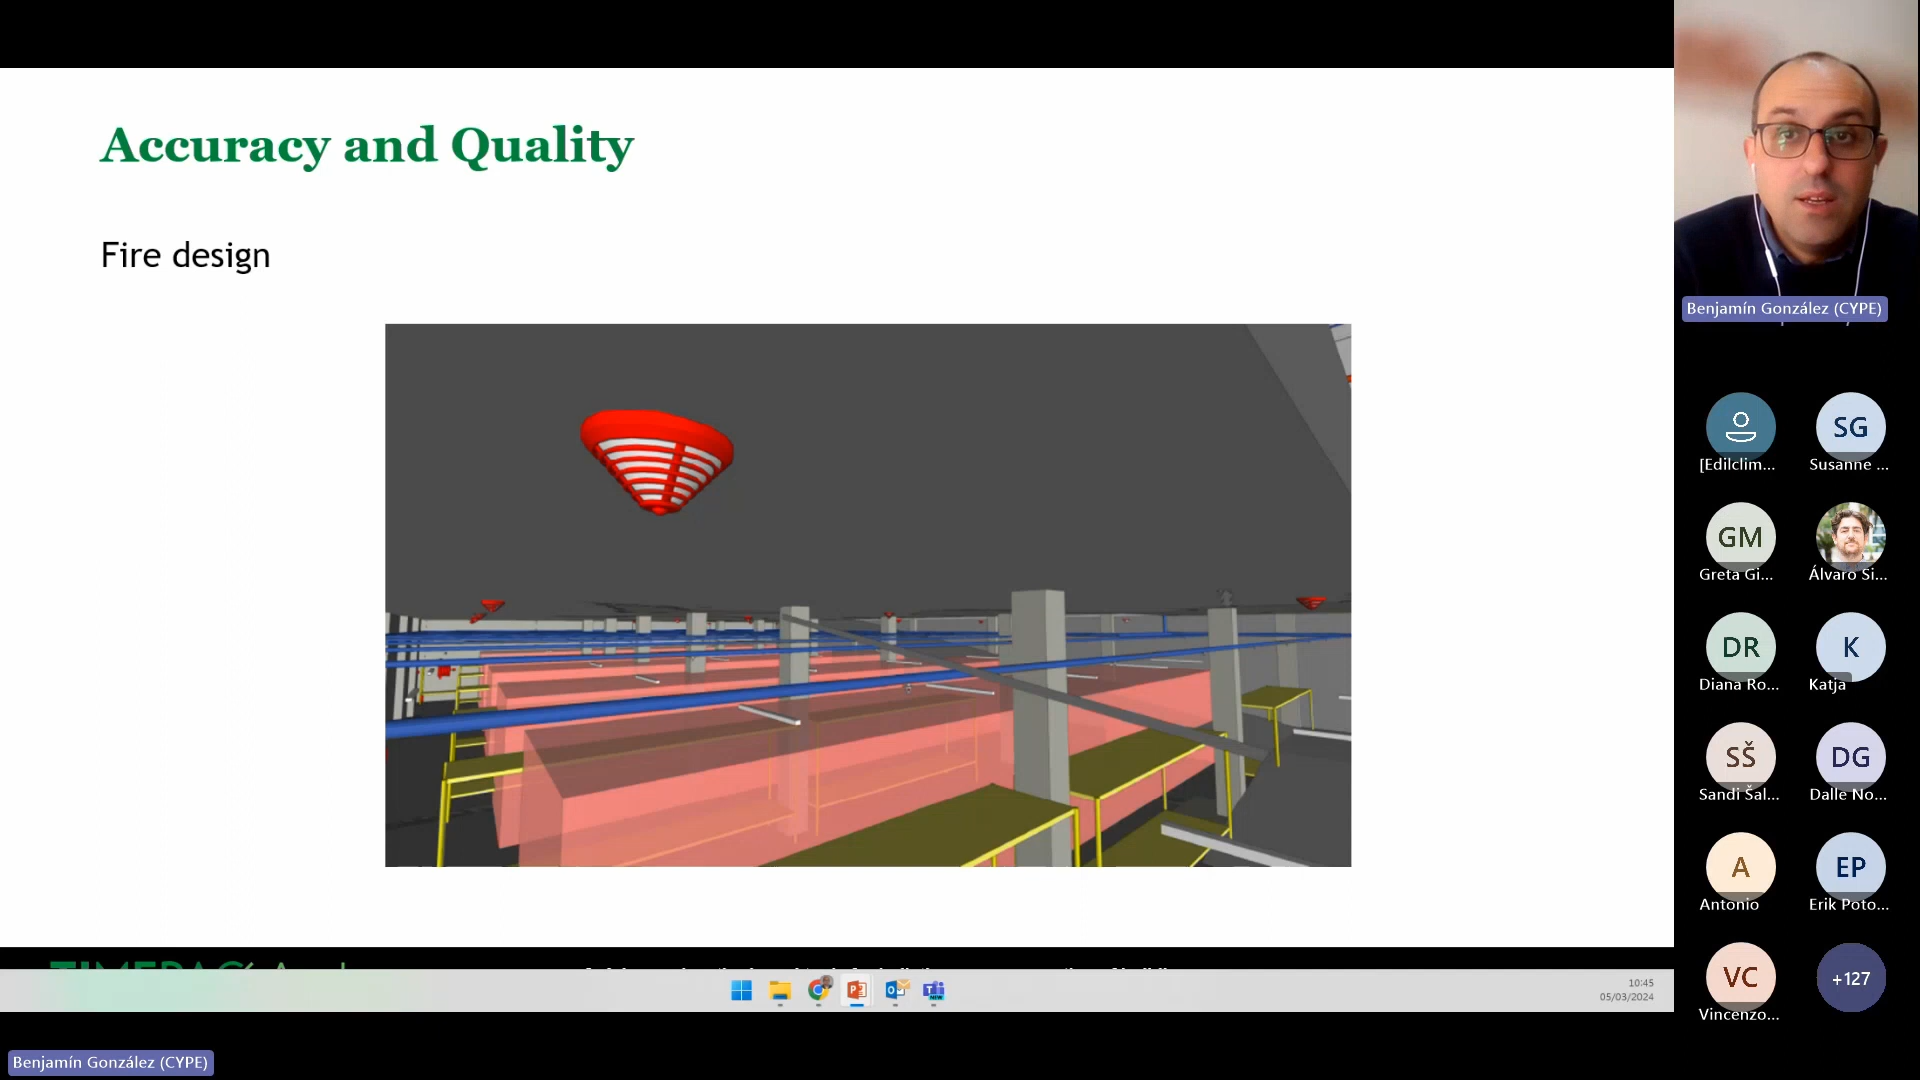 Accuracy and Quality
Fire design
Benjamín González (CYPE)
[Edilclim...
Susanne ...
SG
GM
Greta Gi...
Álvaro Si...
DR
Diana Ro...
K
Katja
SŠ
Sandi Šal...
DG
Dalle No...
A
Antonio
EP
Erik Poto...
VC
Vincenzo...
+127
10:45
05/03/2024
Benjamín González (CYPE)